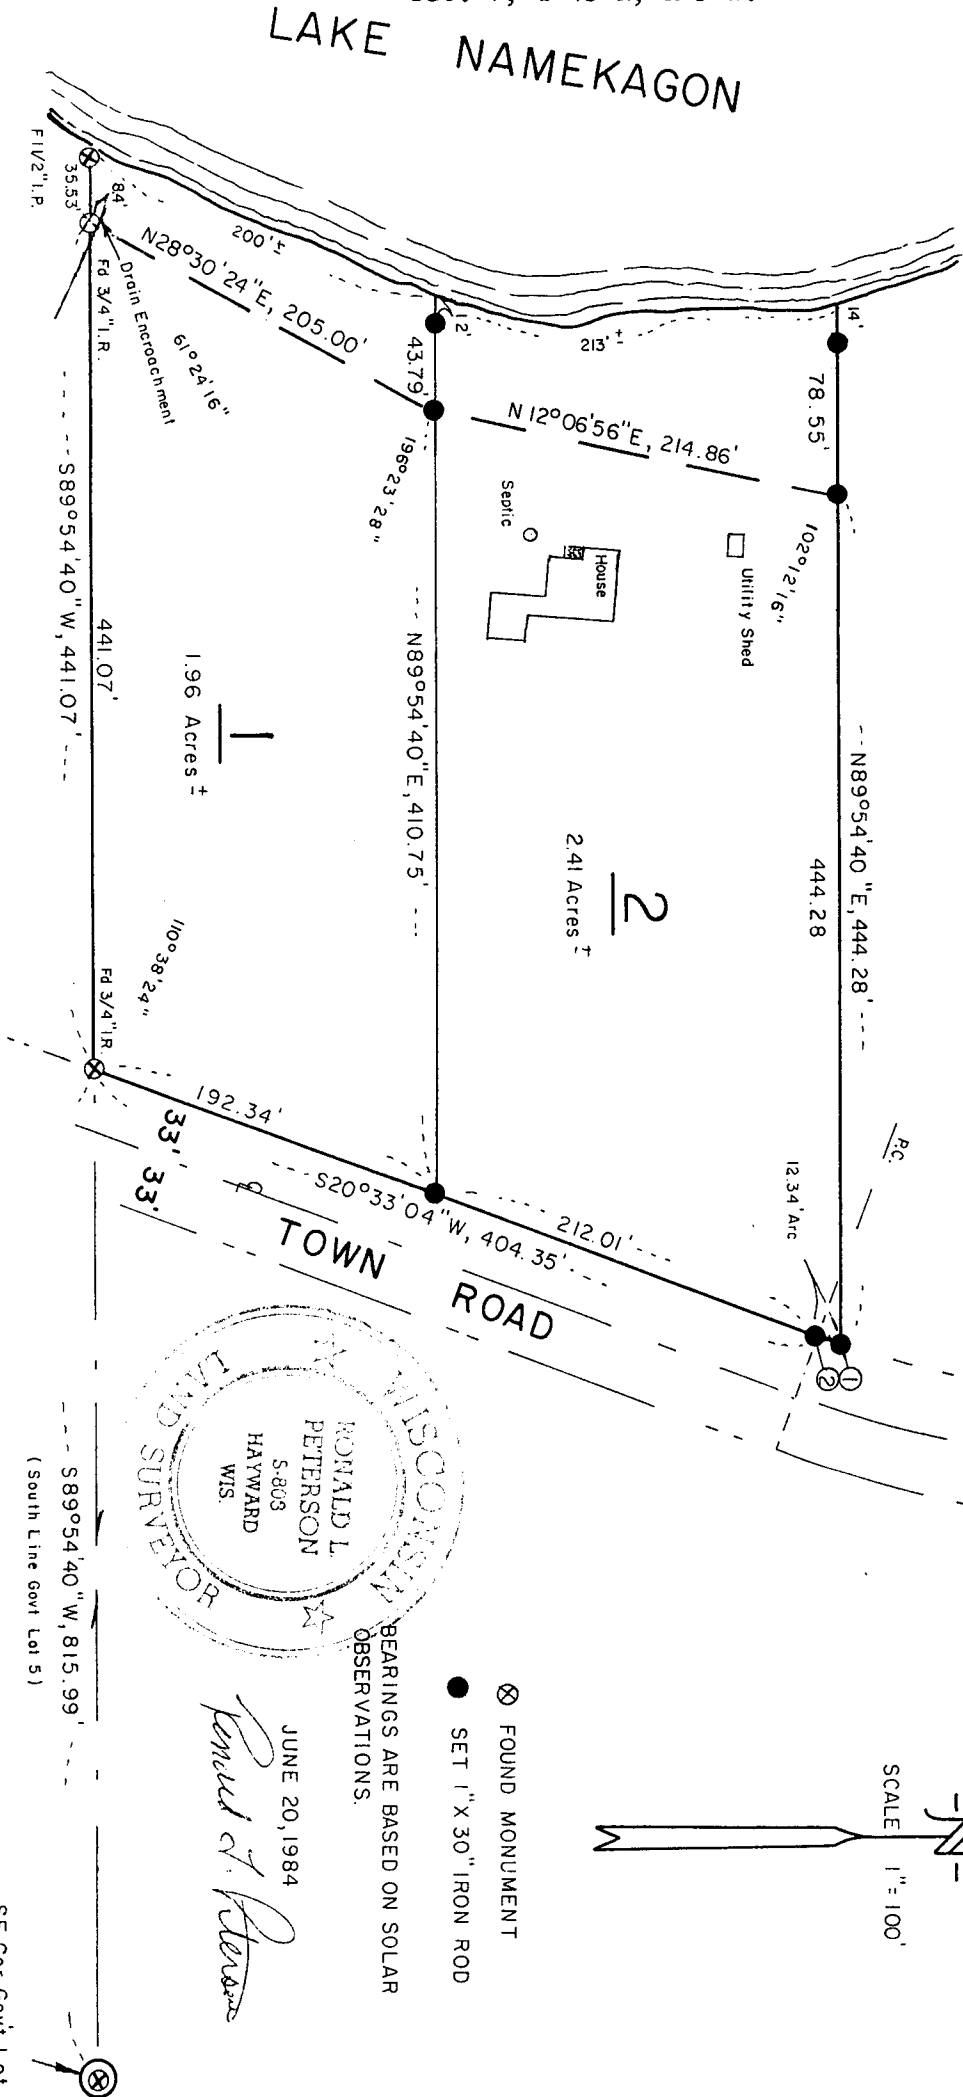 LAKE NAMEKAGON
F11/2" I.P.
35.53'
8.4'
Drain Encroachment
Fd 3/4" I.R.
200'±
N28°30'24"E, 205.00'
61°24'16"
12'
43.79'
213'±
14'
78.55'
N12°06'56"E, 214.86'
196°23'28"
102°12'16"
Septic
House
Utility Shed
S89°54'40"W, 441.07'
441.07'
1
1.96 Acres±
N89°54'40"E, 410.75'
2
2.41 Acres±
N89°54'40"E, 444.28'
444.28
110°38'24"
Fd 3/4" I.R.
192.34'
33'
33'
S20°33'04"W, 404.35'
212.01'
12.34' Arc
P.C.
1
2
TOWN ROAD
WISCONSIN
RONALD L.
PETERSON
S-803
HAYWARD
WIS.
LAND SURVEYOR
S89°54'40"W, 815.99'
(South Line Govt Lot 5)
SCALE 1"=100'
FOUND MONUMENT
SET 1" X 30" IRON ROD
BEARINGS ARE BASED ON SOLAR
OBSERVATIONS.
JUNE 20, 1984
Ronald L. Peterson